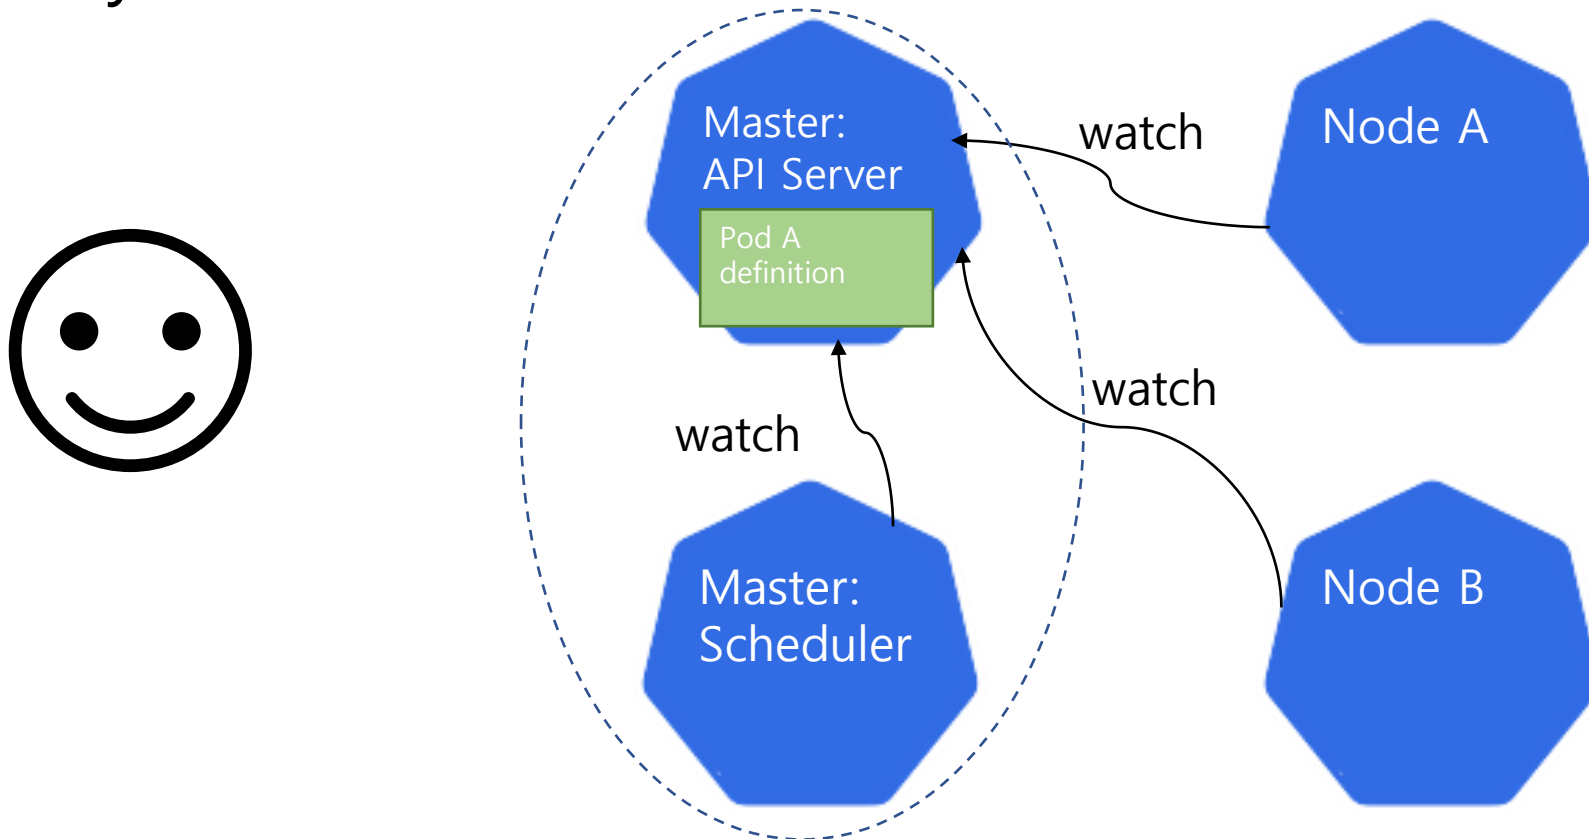 Master:
API Server
Pod A
definition
watch
Node A
watch
watch
Master:
Scheduler
Node B